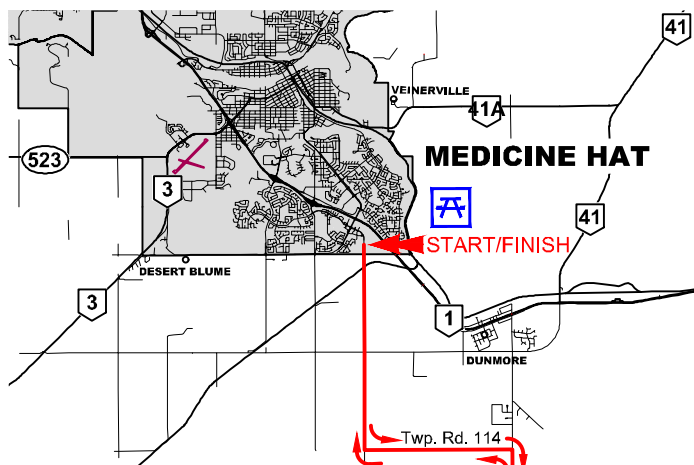 41
VEINERVILLE
41A
MEDICINE HAT
523
3
41
START/FINISH
DESERT BLUME
3
1
DUNMORE
Twp. Rd. 114